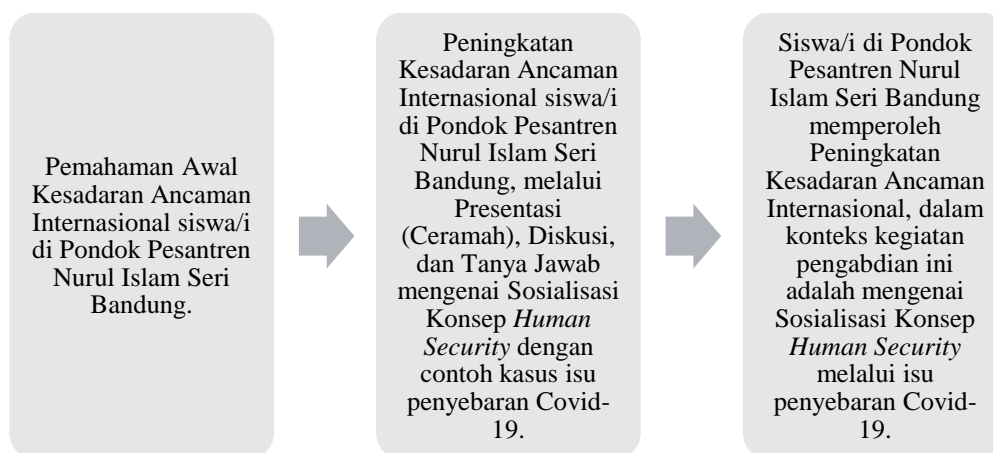 Pemahaman Awal
Kesadaran Ancaman
Internasional siswa/i
di Pondok Pesantren
Nurul Islam Seri
Bandung.
Peningkatan
Kesadaran Ancaman
Internasional siswa/i
di Pondok Pesantren
Nurul Islam Seri
Bandung, melalui
Presentasi
(Ceramah), Diskusi,
dan Tanya Jawab
mengenai Sosialisasi
Konsep Human
Security dengan
contoh kasus isu
penyebaran Covid-
19.
Siswa/i di Pondok
Pesantren Nurul
Islam Seri Bandung
memperoleh
Peningkatan
Kesadaran Ancaman
Internasional, dalam
konteks kegiatan
pengabdian ini
adalah mengenai
Sosialisasi Konsep
Human Security
melalui isu
penyebaran Covid-
19.